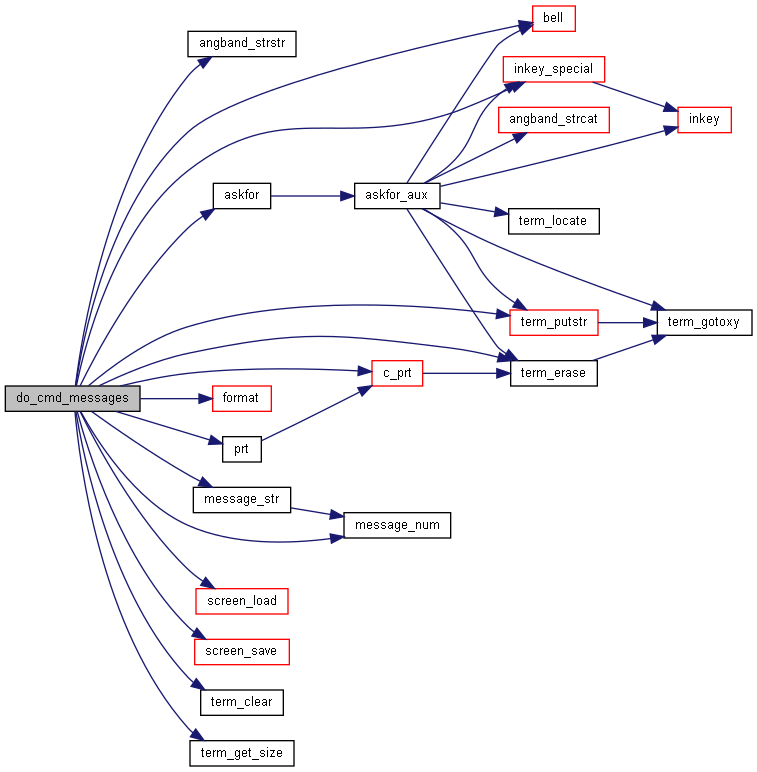 bell
angband_strstr
inkey_special
angband_strcat
inkey
askfor
askfor_aux
term_locate
term_putstr
term_gotoxy
c_prt
term_erase
do_cmd_messages
format
prt
message_str
message_num
screen_load
screen_save
term_clear
term_get_size